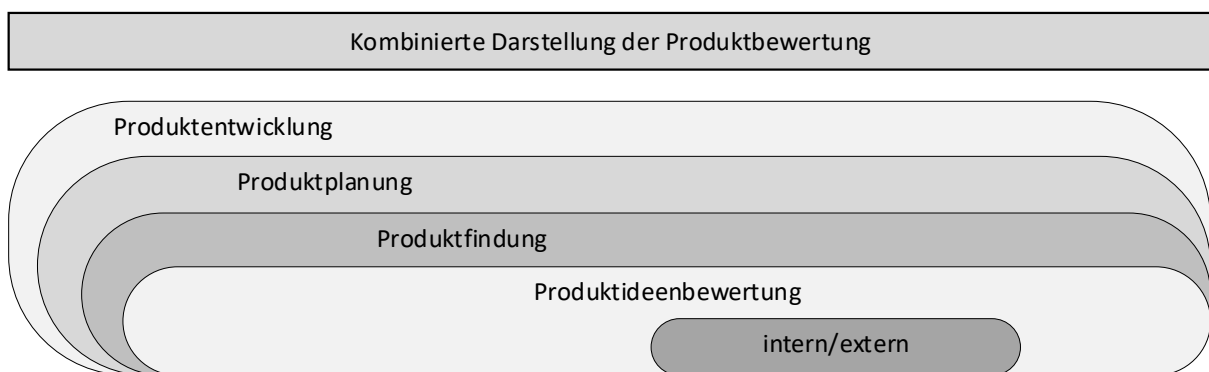 Kombinierte Darstellung der Produktbewertung
Produktentwicklung
Produktplanung
Produktfindung
Produktideenbewertung
intern/extern